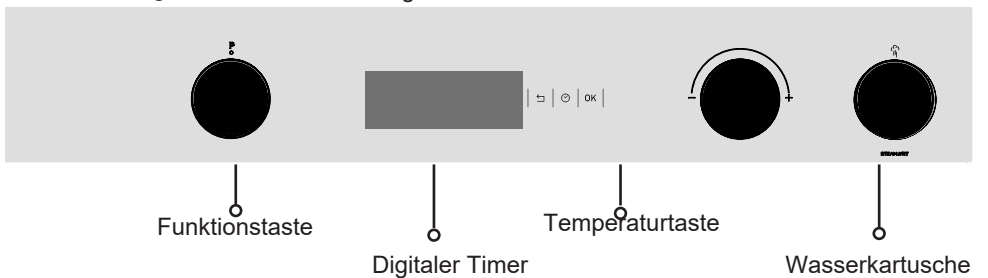 P
OK
- +
Funktionstaste
Temperaturtaste
Digitaler Timer
Wasserkartusche